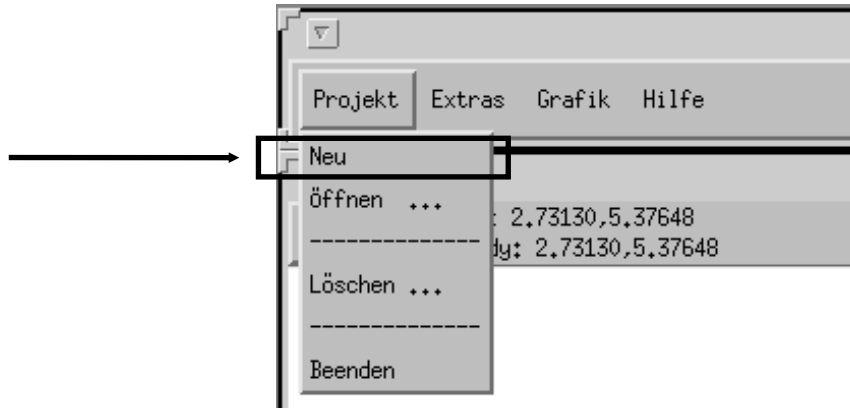 Projekt Extras Grafik Hilfe
Neu
Öffnen ...
: 2.73130,5.37648
---------------
dy: 2.73130,5.37648
Löschen ...
---------------
Beenden